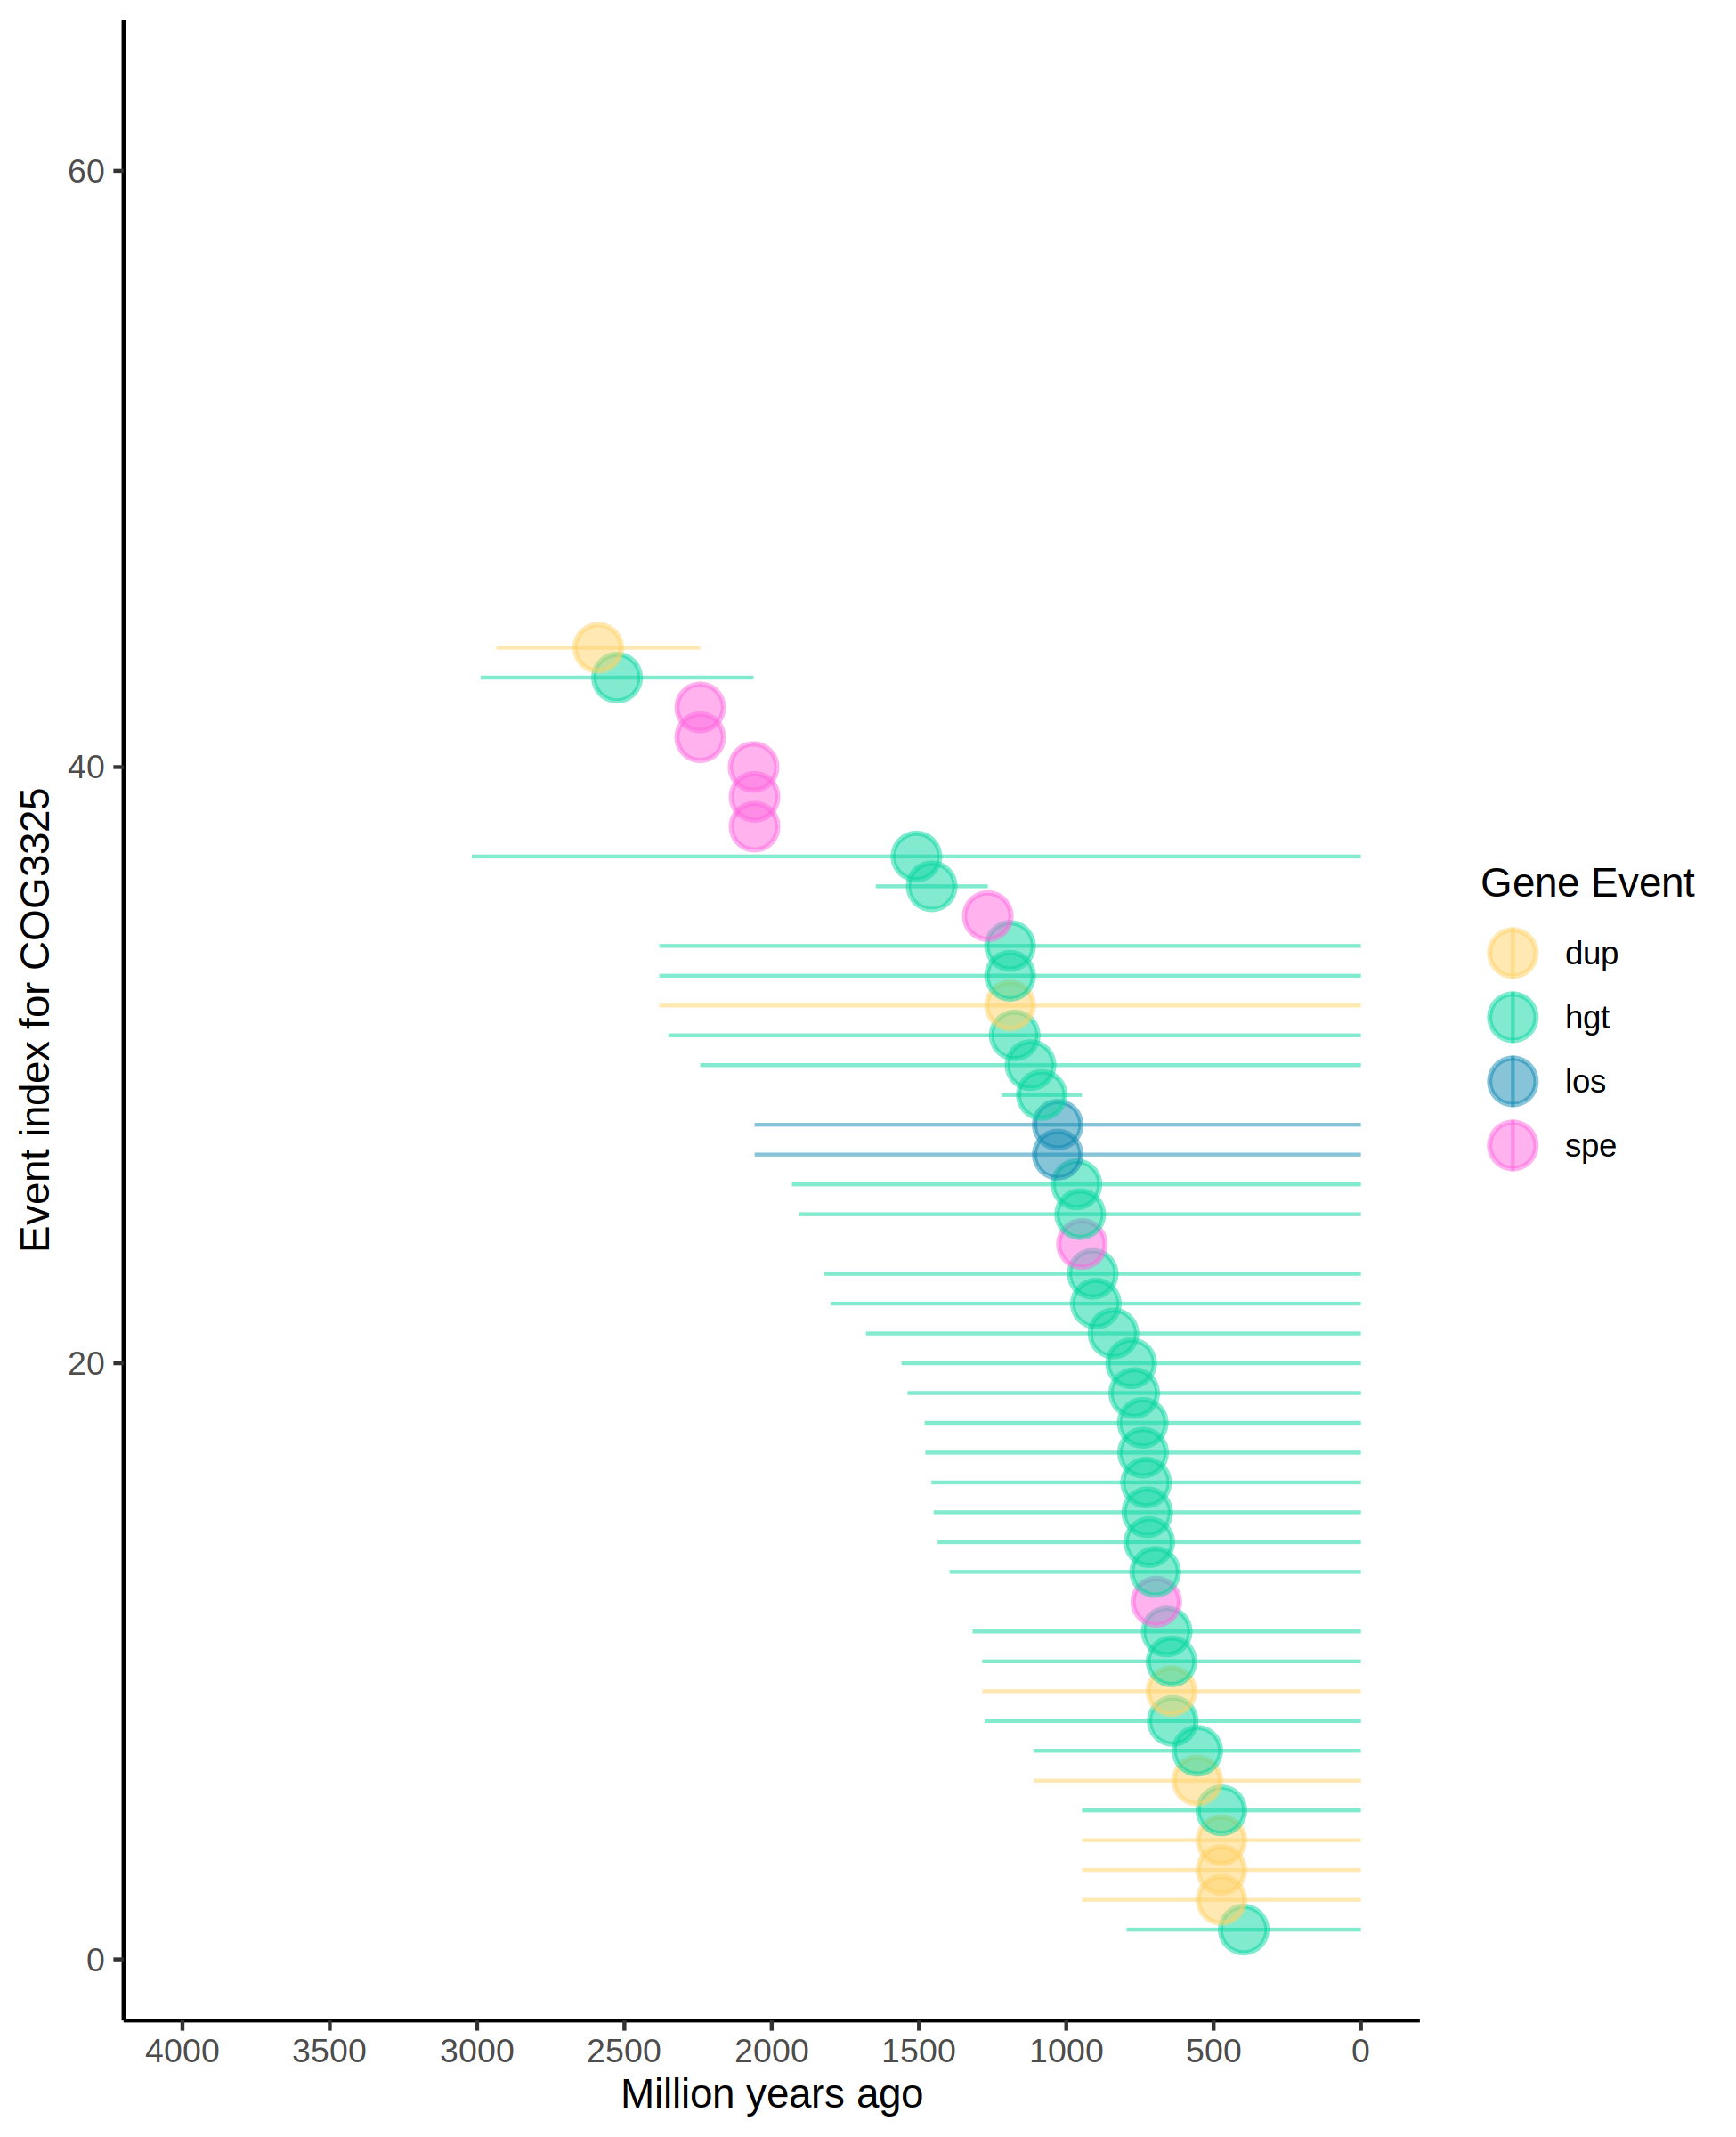 60
40
20
0
Event index for COG3325
4000 3500 3000 2500 2000 1500 1000 500 0
Million years ago
Gene Event
dup
hgt
los
spe